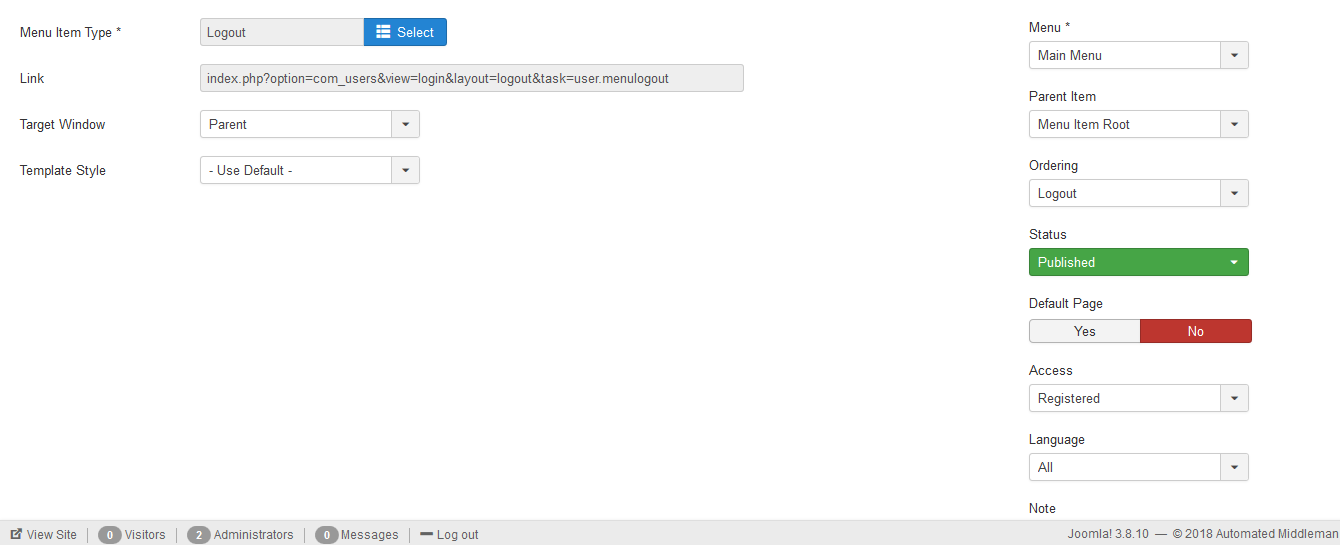 Menu Item Type *
Logout
Select
Link
index.php?option=com_users&view=login&layout=logout&task=user.menulogout
Target Window
Parent
Template Style
- Use Default -
Menu *
Main Menu
Parent Item
Menu Item Root
Ordering
Logout
Status
Published
Default Page
Yes No
Access
Registered
Language
All
Note
View Site 0 Visitors 2 Administrators 0 Messages Log out Joomla! 3.8.10 — © 2018 Automated Middleman